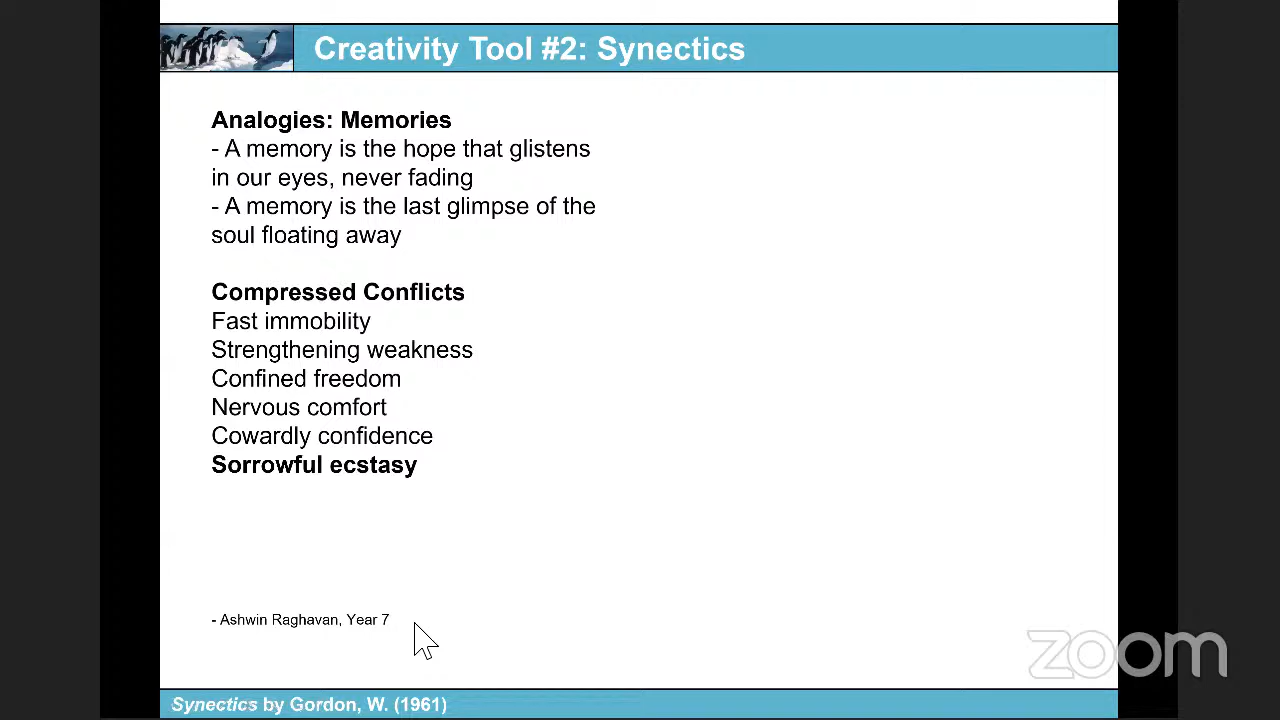 Creativity Tool #2: Synectics
Analogies: Memories
- A memory is the hope that glistens
in our eyes, never fading
- A memory is the last glimpse of the
soul floating away
Compressed Conflicts
Fast immobility
Strengthening weakness
Confined freedom
Nervous comfort
Cowardly confidence
Sorrowful ecstasy
- Ashwin Raghavan, Year 7
zoom
Synectics by Gordon, W. (1961)